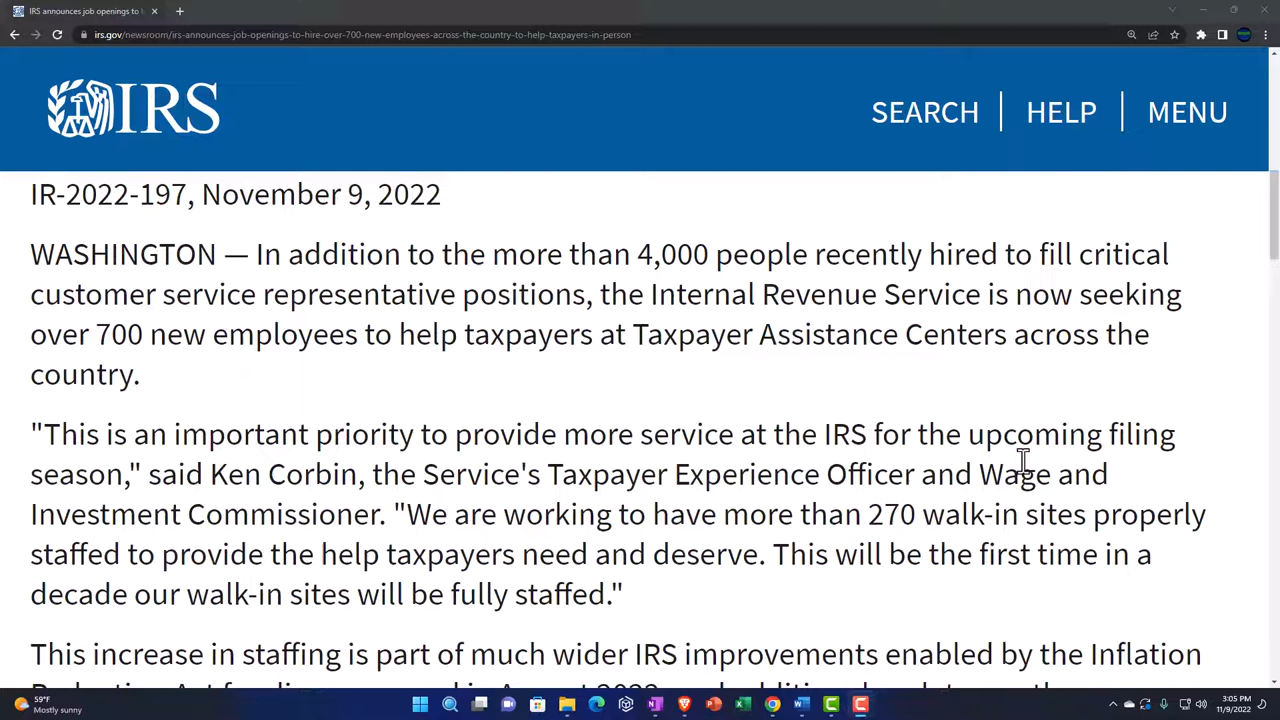 IRS announces job openings to
irs.gov/newsroom/irs-announces-job-openings-to-hire-over-700-new-employees-across-the-country-to-help-taxpayers-in-person
IRS
SEARCH
HELP
MENU
IR-2022-197, November 9, 2022
WASHINGTON — In addition to the more than 4,000 people recently hired to fill critical
customer service representative positions, the Internal Revenue Service is now seeking
over 700 new employees to help taxpayers at Taxpayer Assistance Centers across the
country.
"This is an important priority to provide more service at the IRS for the upcoming filing
season," said Ken Corbin, the Service's Taxpayer Experience Officer and Wage and
Investment Commissioner. "We are working to have more than 270 walk-in sites properly
staffed to provide the help taxpayers need and deserve. This will be the first time in a
decade our walk-in sites will be fully staffed."
This increase in staffing is part of much wider IRS improvements enabled by the Inflation
59°F
Mostly sunny
3:05 PM
11/9/2022